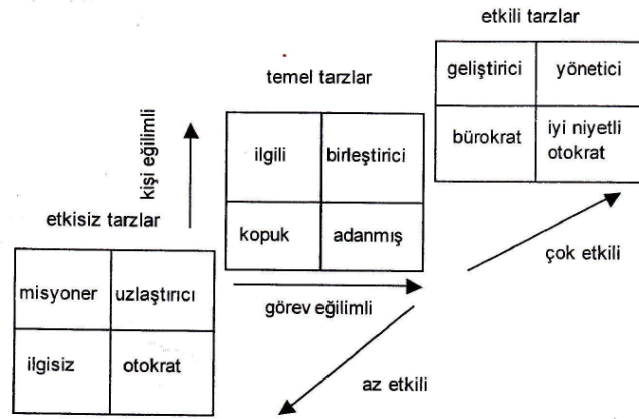 etkili tarzlar
geliştirici yönetici
bürokrat iyi niyetli
otokrat
temel tarzlar
ilgili birleştirici
kopuk adanmış
kişi eğilimli
etkisiz tarzlar
misyoner uzlaştırıcı
ilgisiz otokrat
görev eğilimli
çok etkili
az etkili